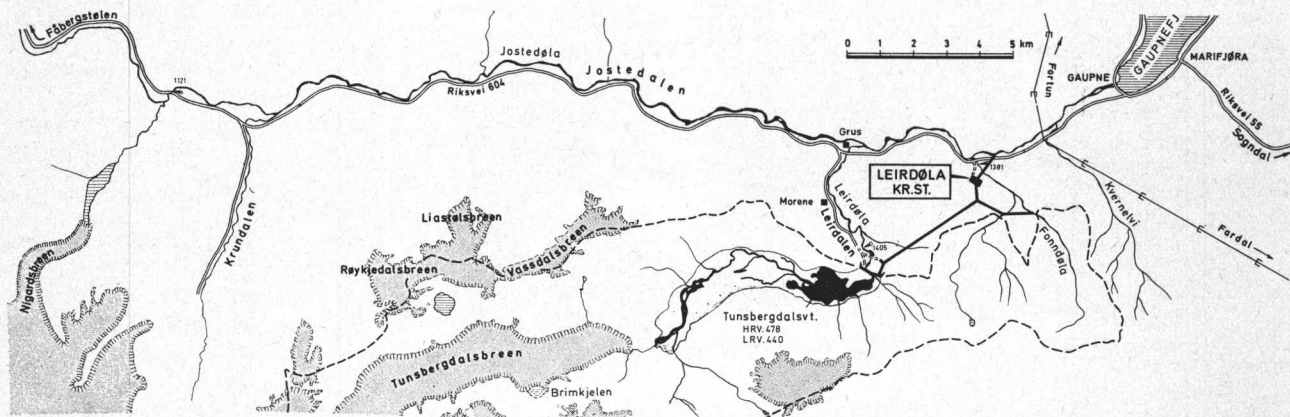 Fåbergstølen
1121
Jostedøla
Riksvei 604
Jostedalen
0 1 2 3 4 5 km
E
E
Fortun
E
GAUPNEFJ
GAUPNE
MARIFJØRA
Riksvei 55
Sogndal
Grus
LEIRDØLA
KR.ST.
1381
Morene
Leirdøla
Leirdalen
1405
Kvernelvi
Fonndøla
E
E
Fardal
E
Krundalen
Nigardsbreen
Liastølsbreen
Røykjedalsbreen
Vassdalsbreen
Tunsbergdalsbreen
Brimkjelen
Tunsbergdalsvt.
HRV. 478
LRV. 440